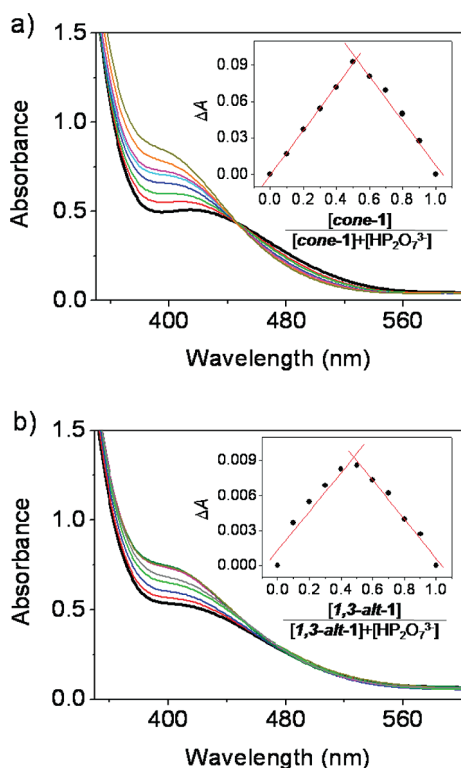 a)
1.5
1.0
0.5
0.0
Absorbance
400
480
560
Wavelength (nm)
0.09
0.06
0.03
0.00
ΔA
0.0 0.2 0.4 0.6 0.8 1.0
[cone-1]
[cone-1]+[HP₂O₇³⁻]
b)
1.5
1.0
0.5
0.0
Absorbance
400
480
560
Wavelength (nm)
0.009
0.006
0.003
0.000
ΔA
0.0 0.2 0.4 0.6 0.8 1.0
[1,3-alt-1]
[1,3-alt-1]+[HP₂O₇³⁻]